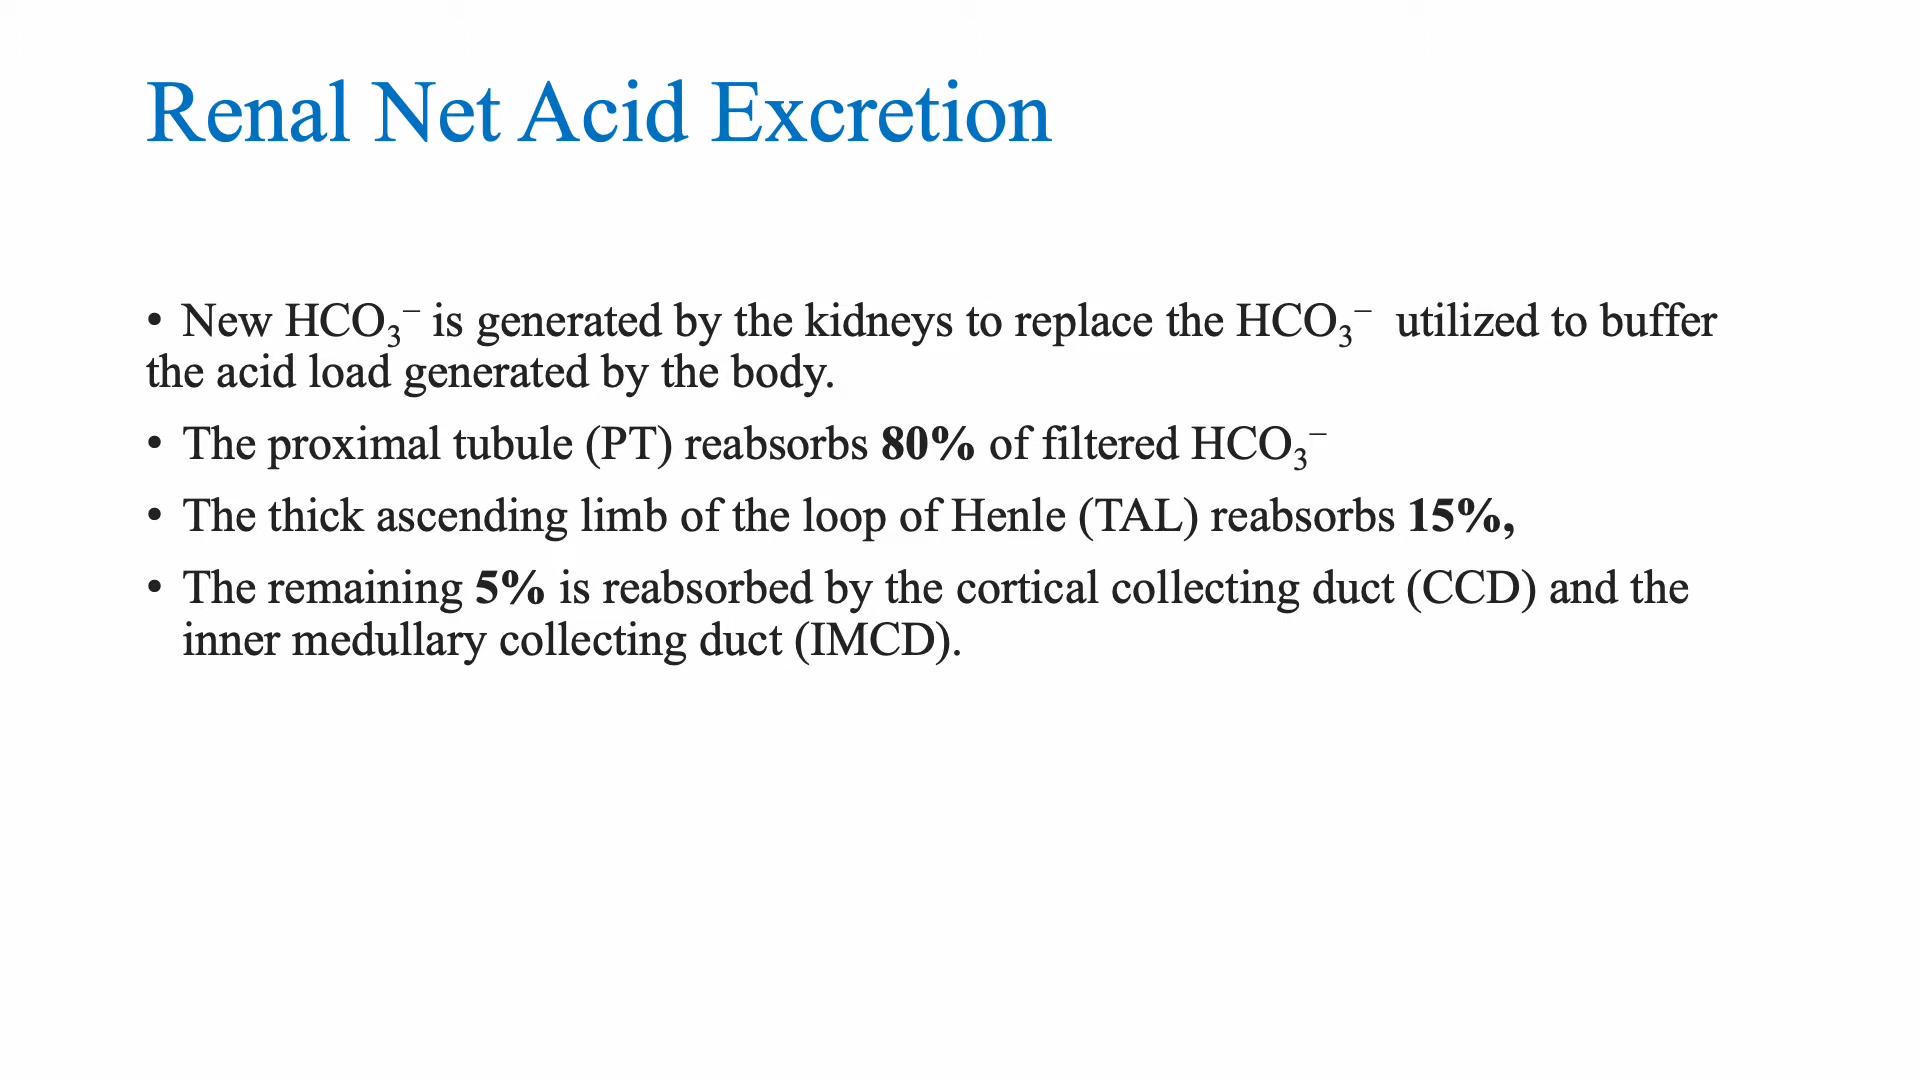 Renal Net Acid Excretion
• New HCO₃⁻ is generated by the kidneys to replace the HCO₃⁻ utilized to buffer
the acid load generated by the body.
• The proximal tubule (PT) reabsorbs 80% of filtered HCO₃⁻
• The thick ascending limb of the loop of Henle (TAL) reabsorbs 15%,
• The remaining 5% is reabsorbed by the cortical collecting duct (CCD) and the
inner medullary collecting duct (IMCD).